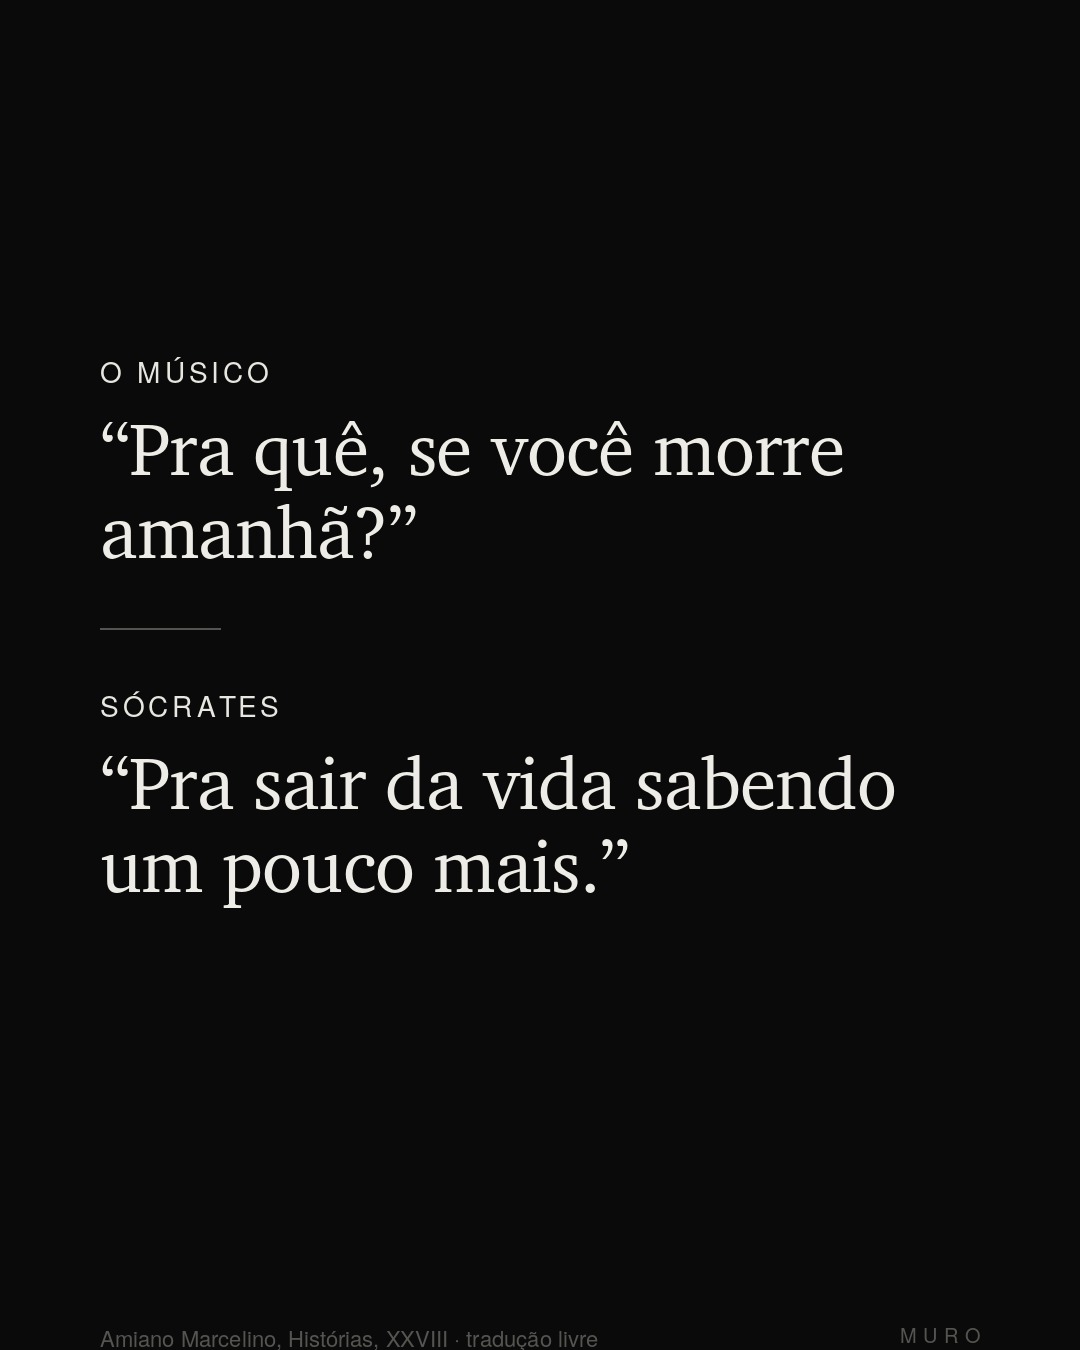 O MÚSICO
“Pra quê, se você morre
amanhã?”
SÓCRATES
“Pra sair da vida sabendo
um pouco mais.”
Amiano Marcelino, Histórias, XXVIII · tradução livre
MURO